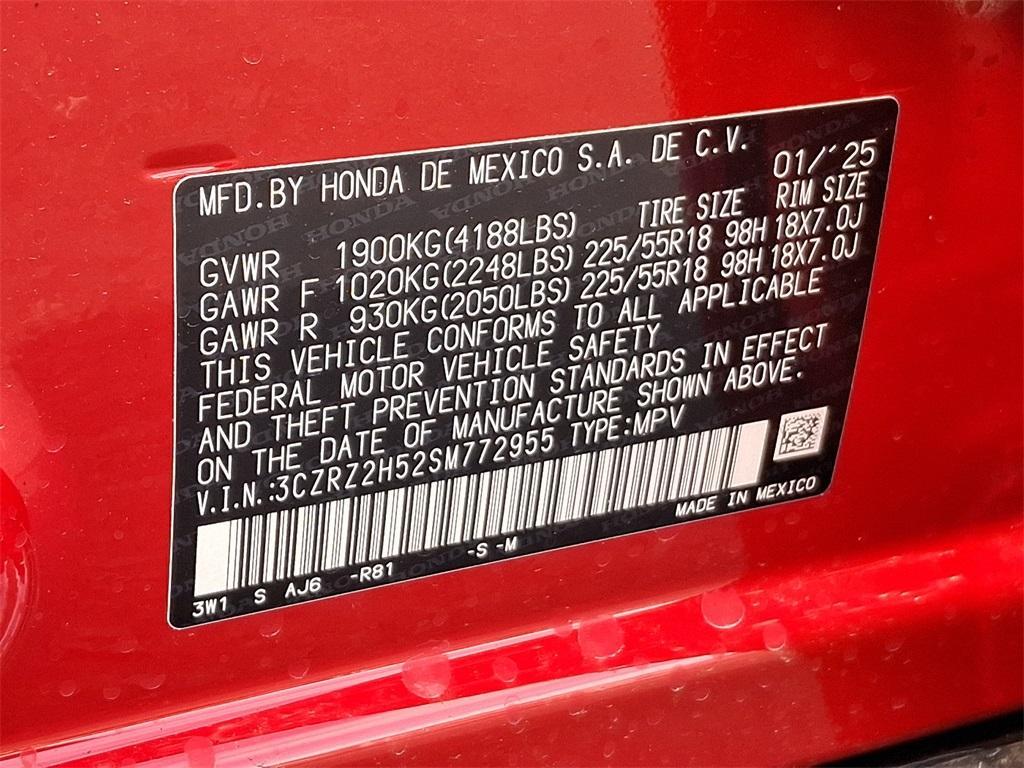 MFD.BY HONDA DE MEXICO S.A. DE C.V. 01/'25
TIRE SIZE RIM SIZE
GVWR 1900KG(4188LBS)
GAWR F 1020KG(2248LBS) 225/55R18 98H 18X7.0J
GAWR R 930KG(2050LBS) 225/55R18 98H 18X7.0J
THIS VEHICLE CONFORMS TO ALL APPLICABLE
FEDERAL MOTOR VEHICLE SAFETY
AND THEFT PREVENTION STANDARDS IN EFFECT
ON THE DATE OF MANUFACTURE SHOWN ABOVE.
V.I.N.:3CZRZ2H52SM772955 TYPE:MPV
MADE IN MEXICO
3W1 S AJ6 -R81 -S -M